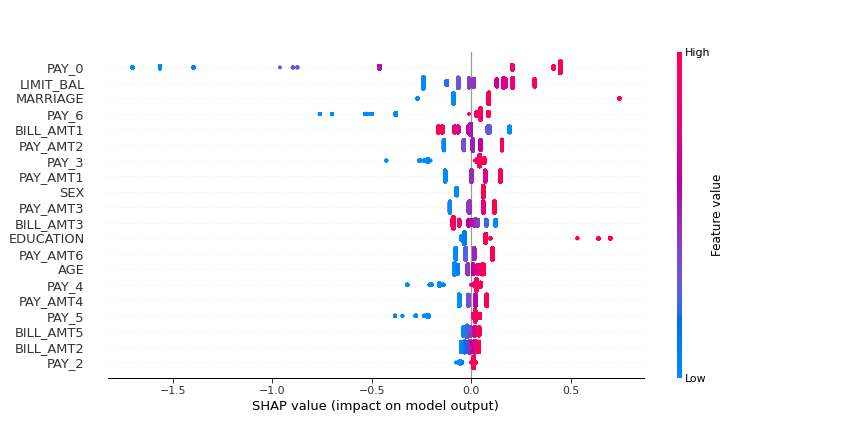 High
PAY_0
LIMIT_BAL
MARRIAGE
PAY_6
BILL_AMT1
PAY_AMT2
PAY_3
PAY_AMT1
SEX
PAY_AMT3
BILL_AMT3
EDUCATION
PAY_AMT6
AGE
PAY_4
PAY_AMT4
PAY_5
BILL_AMT5
BILL_AMT2
PAY_2
Feature value
Low
−1.5 −1.0 −0.5 0.0 0.5
SHAP value (impact on model output)